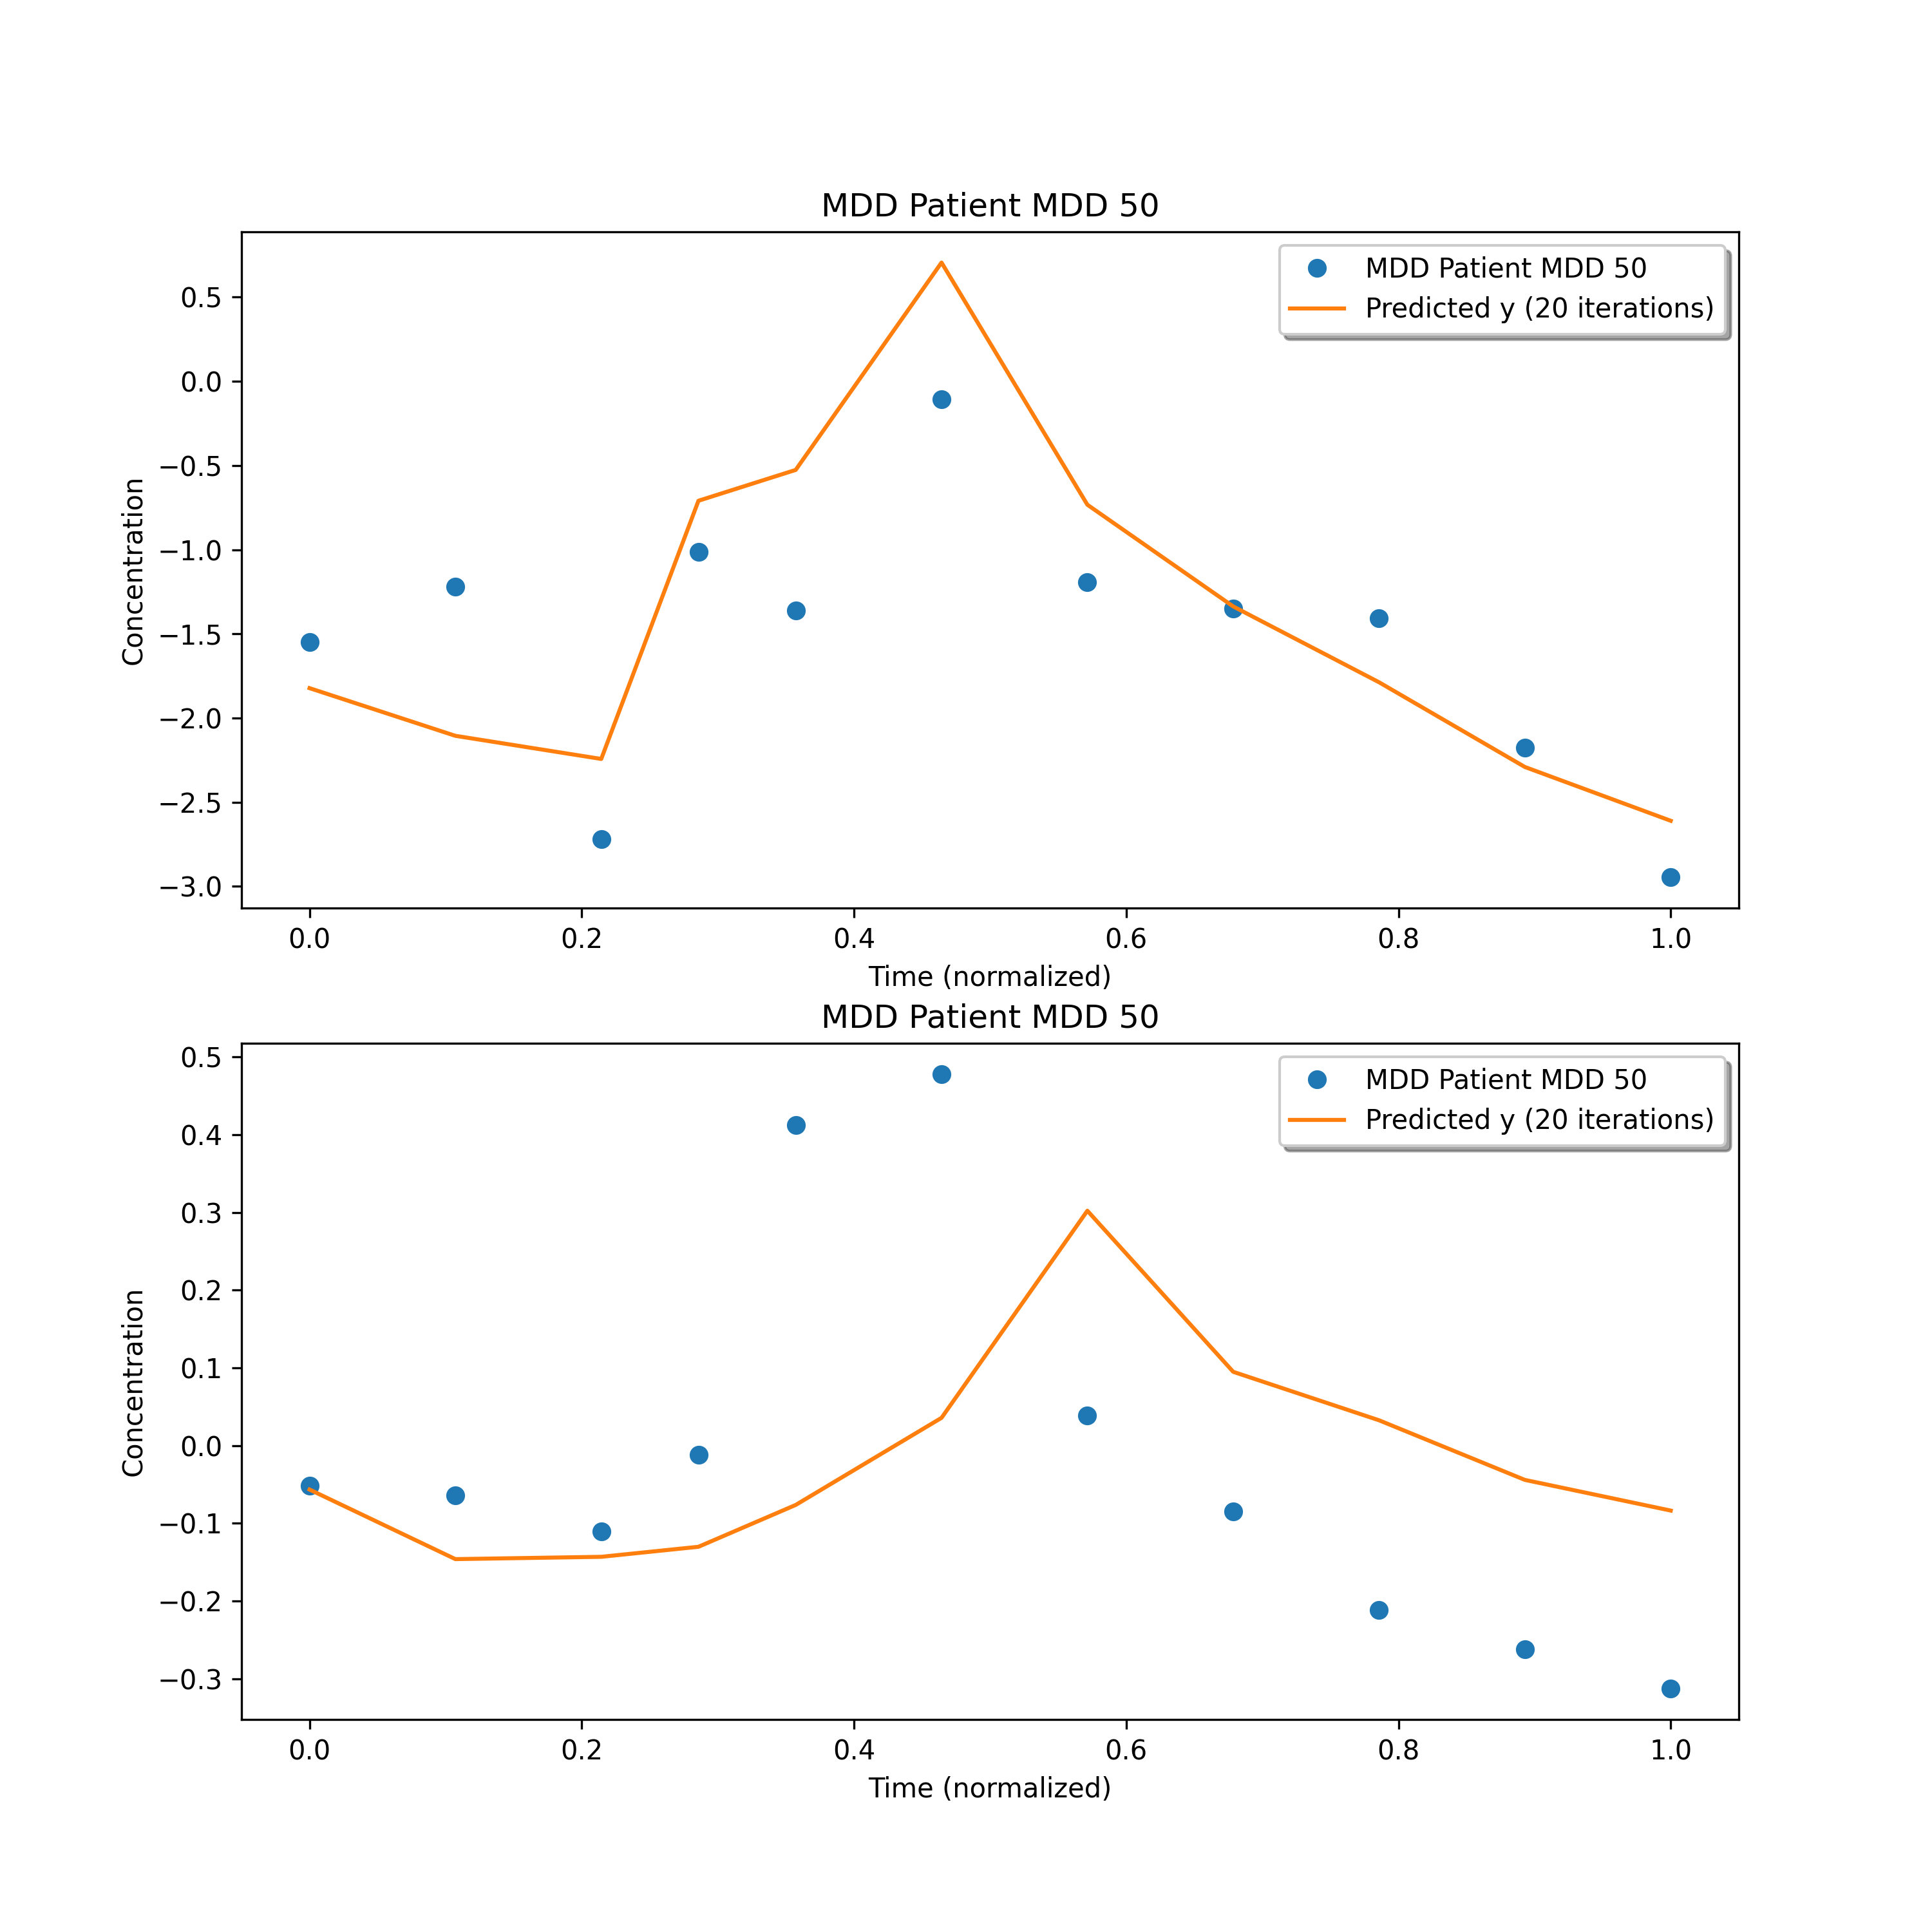 MDD Patient MDD 50
MDD Patient MDD 50
Predicted y (20 iterations)
Concentration
0.5
0.0
−0.5
−1.0
−1.5
−2.0
−2.5
−3.0
0.0 0.2 0.4 0.6 0.8 1.0
Time (normalized)
MDD Patient MDD 50
MDD Patient MDD 50
Predicted y (20 iterations)
Concentration
0.5
0.4
0.3
0.2
0.1
0.0
−0.1
−0.2
−0.3
0.0 0.2 0.4 0.6 0.8 1.0
Time (normalized)